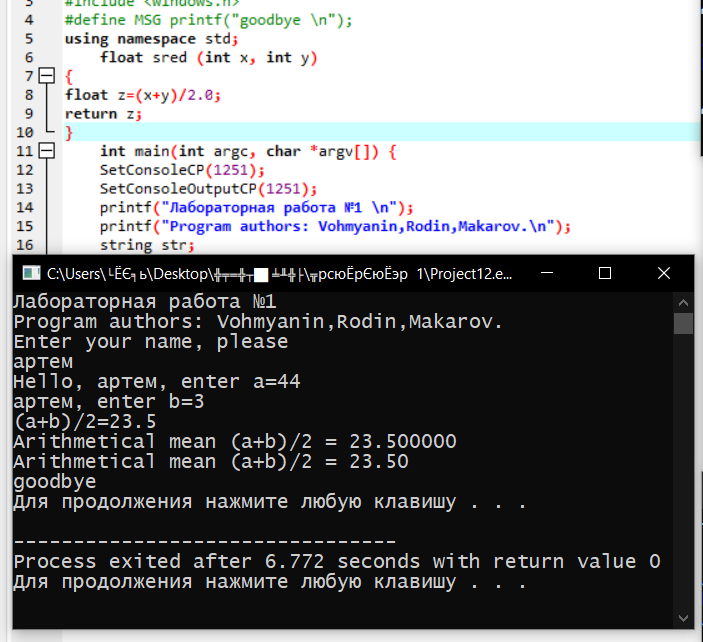 3 #include <windows.h>
4 #define MSG printf("goodbye \n");
5 using namespace std;
6 float sred (int x, int y)
7 {
8 float z=(x+y)/2.0;
9 return z;
10 }
11 int main(int argc, char *argv[]) {
12 SetConsoleCP(1251);
13 SetConsoleOutputCP(1251);
14 printf("Лабораторная работа №1 \n");
15 printf("Program authors: Vohmyanin,Rodin,Makarov.\n");
16 string str;
C:\Users\ \Desktop\ 1\Project12.e...
Лабораторная работа №1
Program authors: Vohmyanin,Rodin,Makarov.
Enter your name, please
артем
Hello, артем, enter a=44
артем, enter b=3
(a+b)/2=23.5
Arithmetical mean (a+b)/2 = 23.500000
Arithmetical mean (a+b)/2 = 23.50
goodbye
Для продолжения нажмите любую клавишу . . .
--------------------------------
Process exited after 6.772 seconds with return value 0
Для продолжения нажмите любую клавишу . . .